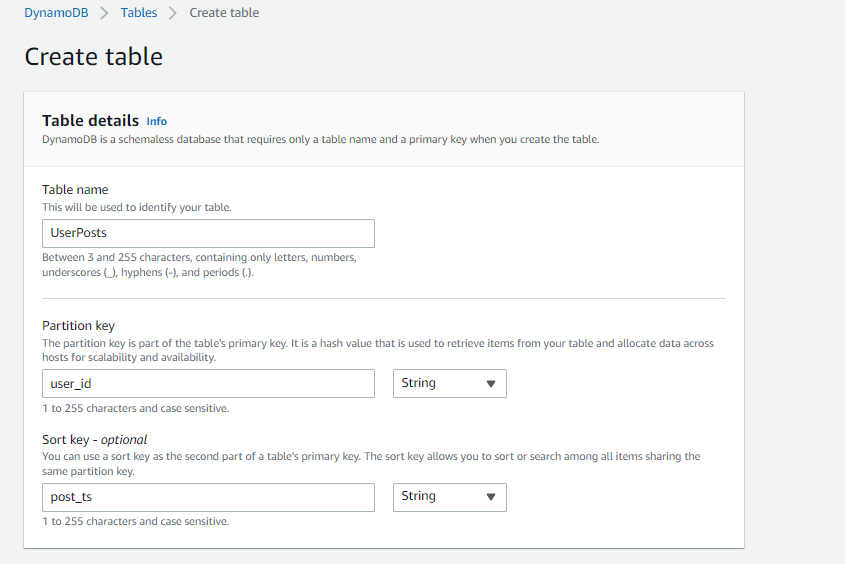 DynamoDB > Tables > Create table
Create table
Table details Info
DynamoDB is a schemaless database that requires only a table name and a primary key when you create the table.
Table name
This will be used to identify your table.
UserPosts
Between 3 and 255 characters, containing only letters, numbers,
underscores (_), hyphens (-), and periods (.).
Partition key
The partition key is part of the table's primary key. It is a hash value that is used to retrieve items from your table and allocate data across
hosts for scalability and availability.
user_id String
1 to 255 characters and case sensitive.
Sort key - optional
You can use a sort key as the second part of a table's primary key. The sort key allows you to sort or search among all items sharing the
same partition key.
post_ts String
1 to 255 characters and case sensitive.